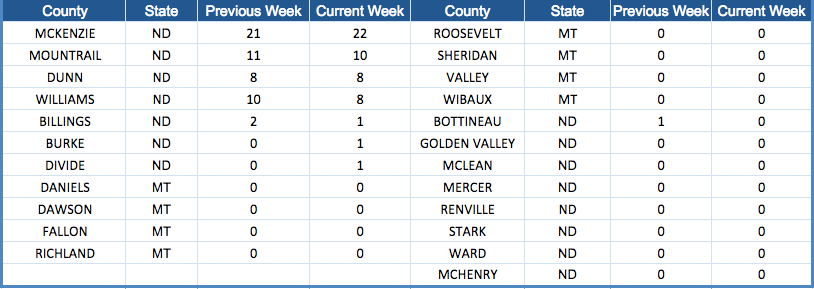 County State Previous Week Current Week County State Previous Week Current Week
MCKENZIE ND 21 22 ROOSEVELT MT 0 0
MOUNTRAIL ND 11 10 SHERIDAN MT 0 0
DUNN ND 8 8 VALLEY MT 0 0
WILLIAMS ND 10 8 WIBAUX MT 0 0
BILLINGS ND 2 1 BOTTINEAU ND 1 0
BURKE ND 0 1 GOLDEN VALLEY ND 0 0
DIVIDE ND 0 1 MCLEAN ND 0 0
DANIELS MT 0 0 MERCER ND 0 0
DAWSON MT 0 0 RENVILLE ND 0 0
FALLON MT 0 0 STARK ND 0 0
RICHLAND MT 0 0 WARD ND 0 0
MCHENRY ND 0 0